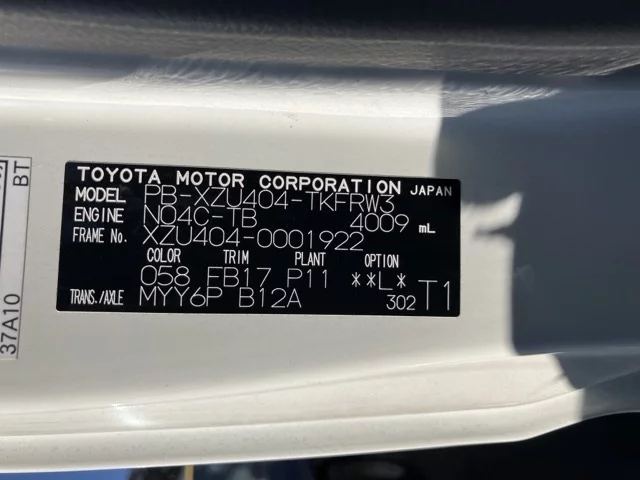 TOYOTA MOTOR CORPORATION JAPAN
MODEL PB-XZU404-TKFRW3
ENGINE N04C-TB 4009 mL
FRAME No. XZU404-0001922
COLOR TRIM PLANT OPTION
058 FB17 P11 **L*
TRANS./AXLE MYY6P B12A 302 T1
BT
37A10